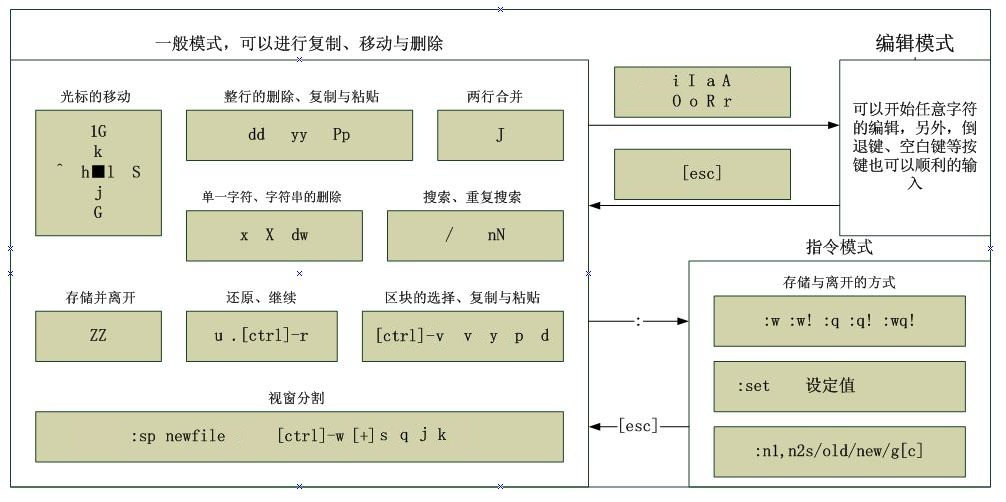 一般模式，可以进行复制、移动与删除
光标的移动
1G
k
^ h■l S
j
G
整行的删除、复制与粘贴
dd yy Pp
两行合并
J
单一字符、字符串的删除
x X dw
搜索、重复搜索
/ nN
存储并离开
ZZ
还原、继续
u .[ctrl]-r
区块的选择、复制与粘贴
[ctrl]-v v y p d
视窗分割
:sp newfile [ctrl]-w [+] s q j k
i I a A
O o R r
[esc]
编辑模式
可以开始任意字符
的编辑，另外，倒
退键、空白键等按
键也可以顺利的输
入
:
[esc]
指令模式
存储与离开的方式
:w :w! :q :q! :wq!
:set 设定值
:n1,n2s/old/new/g[c]